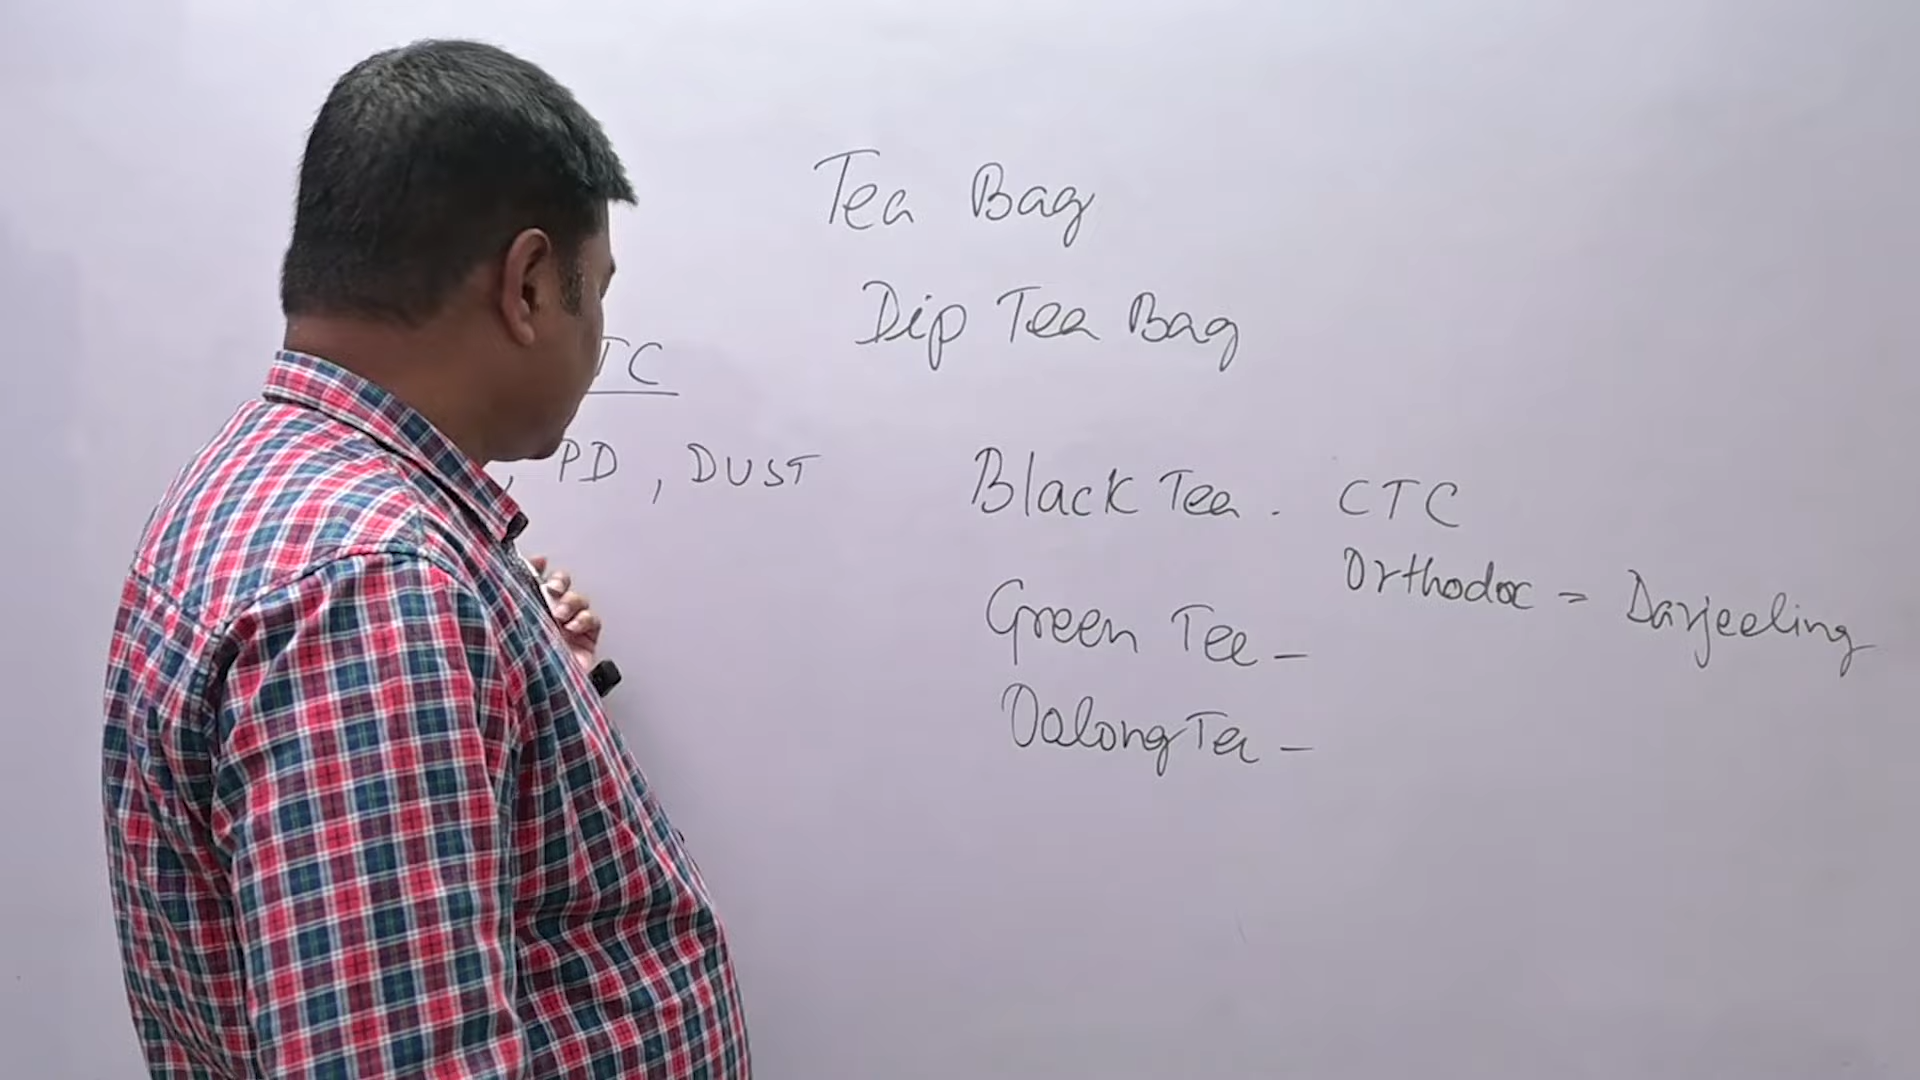 Tea Bag
Dip Tea Bag
TC
, PD , DUST
Black Tea . CTC
Orthodox = Darjeeling
Green Tee –
Oolong Tea –